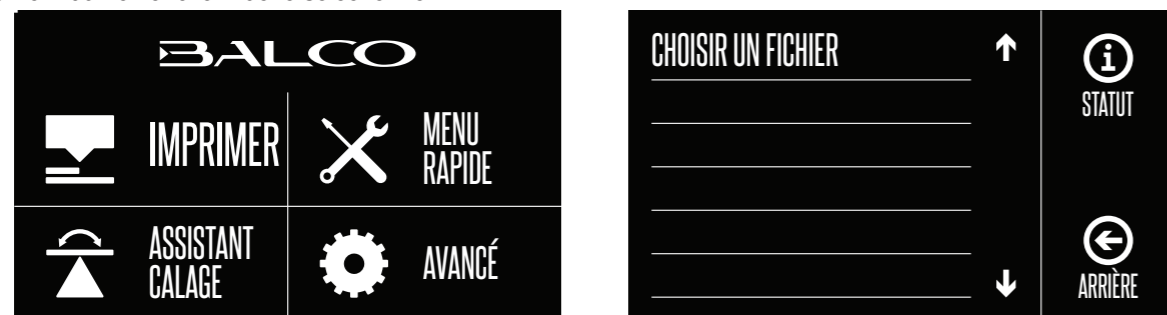 BALCO
IMPRIMER
MENU
RAPIDE
ASSISTANT
CALAGE
AVANCÉ
CHOISIR UN FICHIER
STATUT
ARRIÈRE